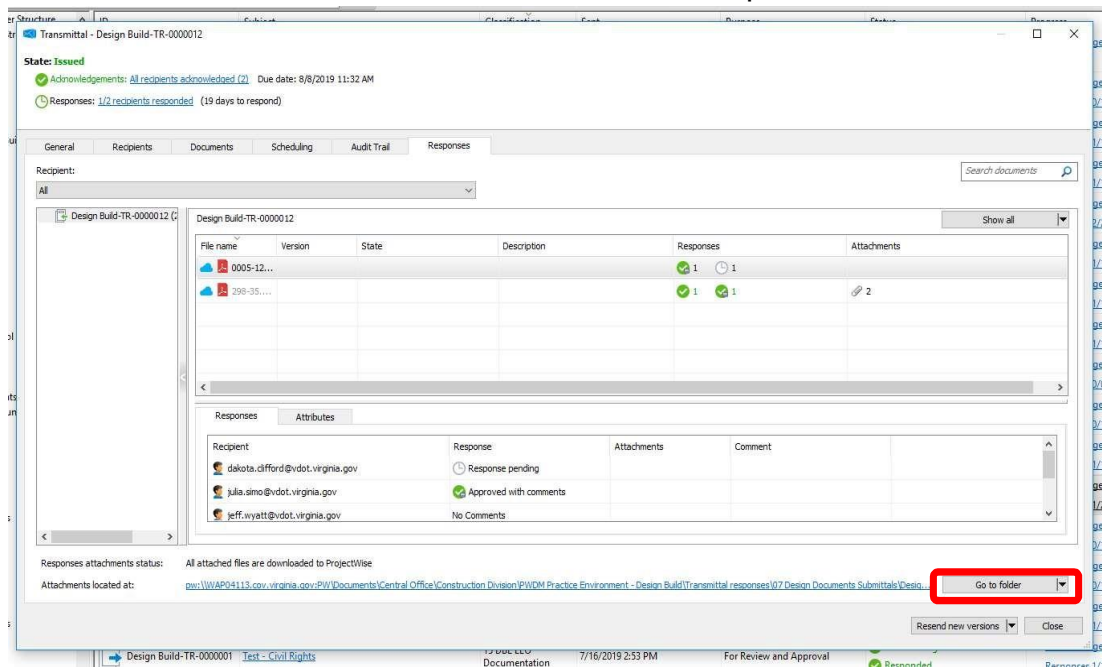 er Structure ID Subject Classification Sent Purpose Status Progress
Transmittal - Design Build-TR-0000012
State: Issued
Acknowledgements: All recipients acknowledged (2) Due date: 8/8/2019 11:32 AM
Responses: 1/2 recipients responded (19 days to respond)
General Recipients Documents Scheduling Audit Trail Responses
Recipient:
Search documents
All
Design Build-TR-0000012 (2
Design Build-TR-0000012
Show all
File name Version State Description Responses Attachments
0005-12... 1 1
298-35.... 1 1 2
Responses Attributes
Recipient Response Attachments Comment
dakota.clifford@vdot.virginia.gov Response pending
julia.simo@vdot.virginia.gov Approved with comments
jeff.wyatt@vdot.virginia.gov No Comments
Responses attachments status: All attached files are downloaded to ProjectWise
Attachments located at: pw:\\WAP04113.cov.virginia.gov:PW\Documents\Central Office\Construction Division\PWDM Practice Environment - Design Build\Transmittal responses\07 Design Documents Submittals\Desig... Go to folder
Resend new versions Close
Design Build-TR-0000001 Test - Civil Rights Documentation 7/16/2019 2:53 PM For Review and Approval Responded